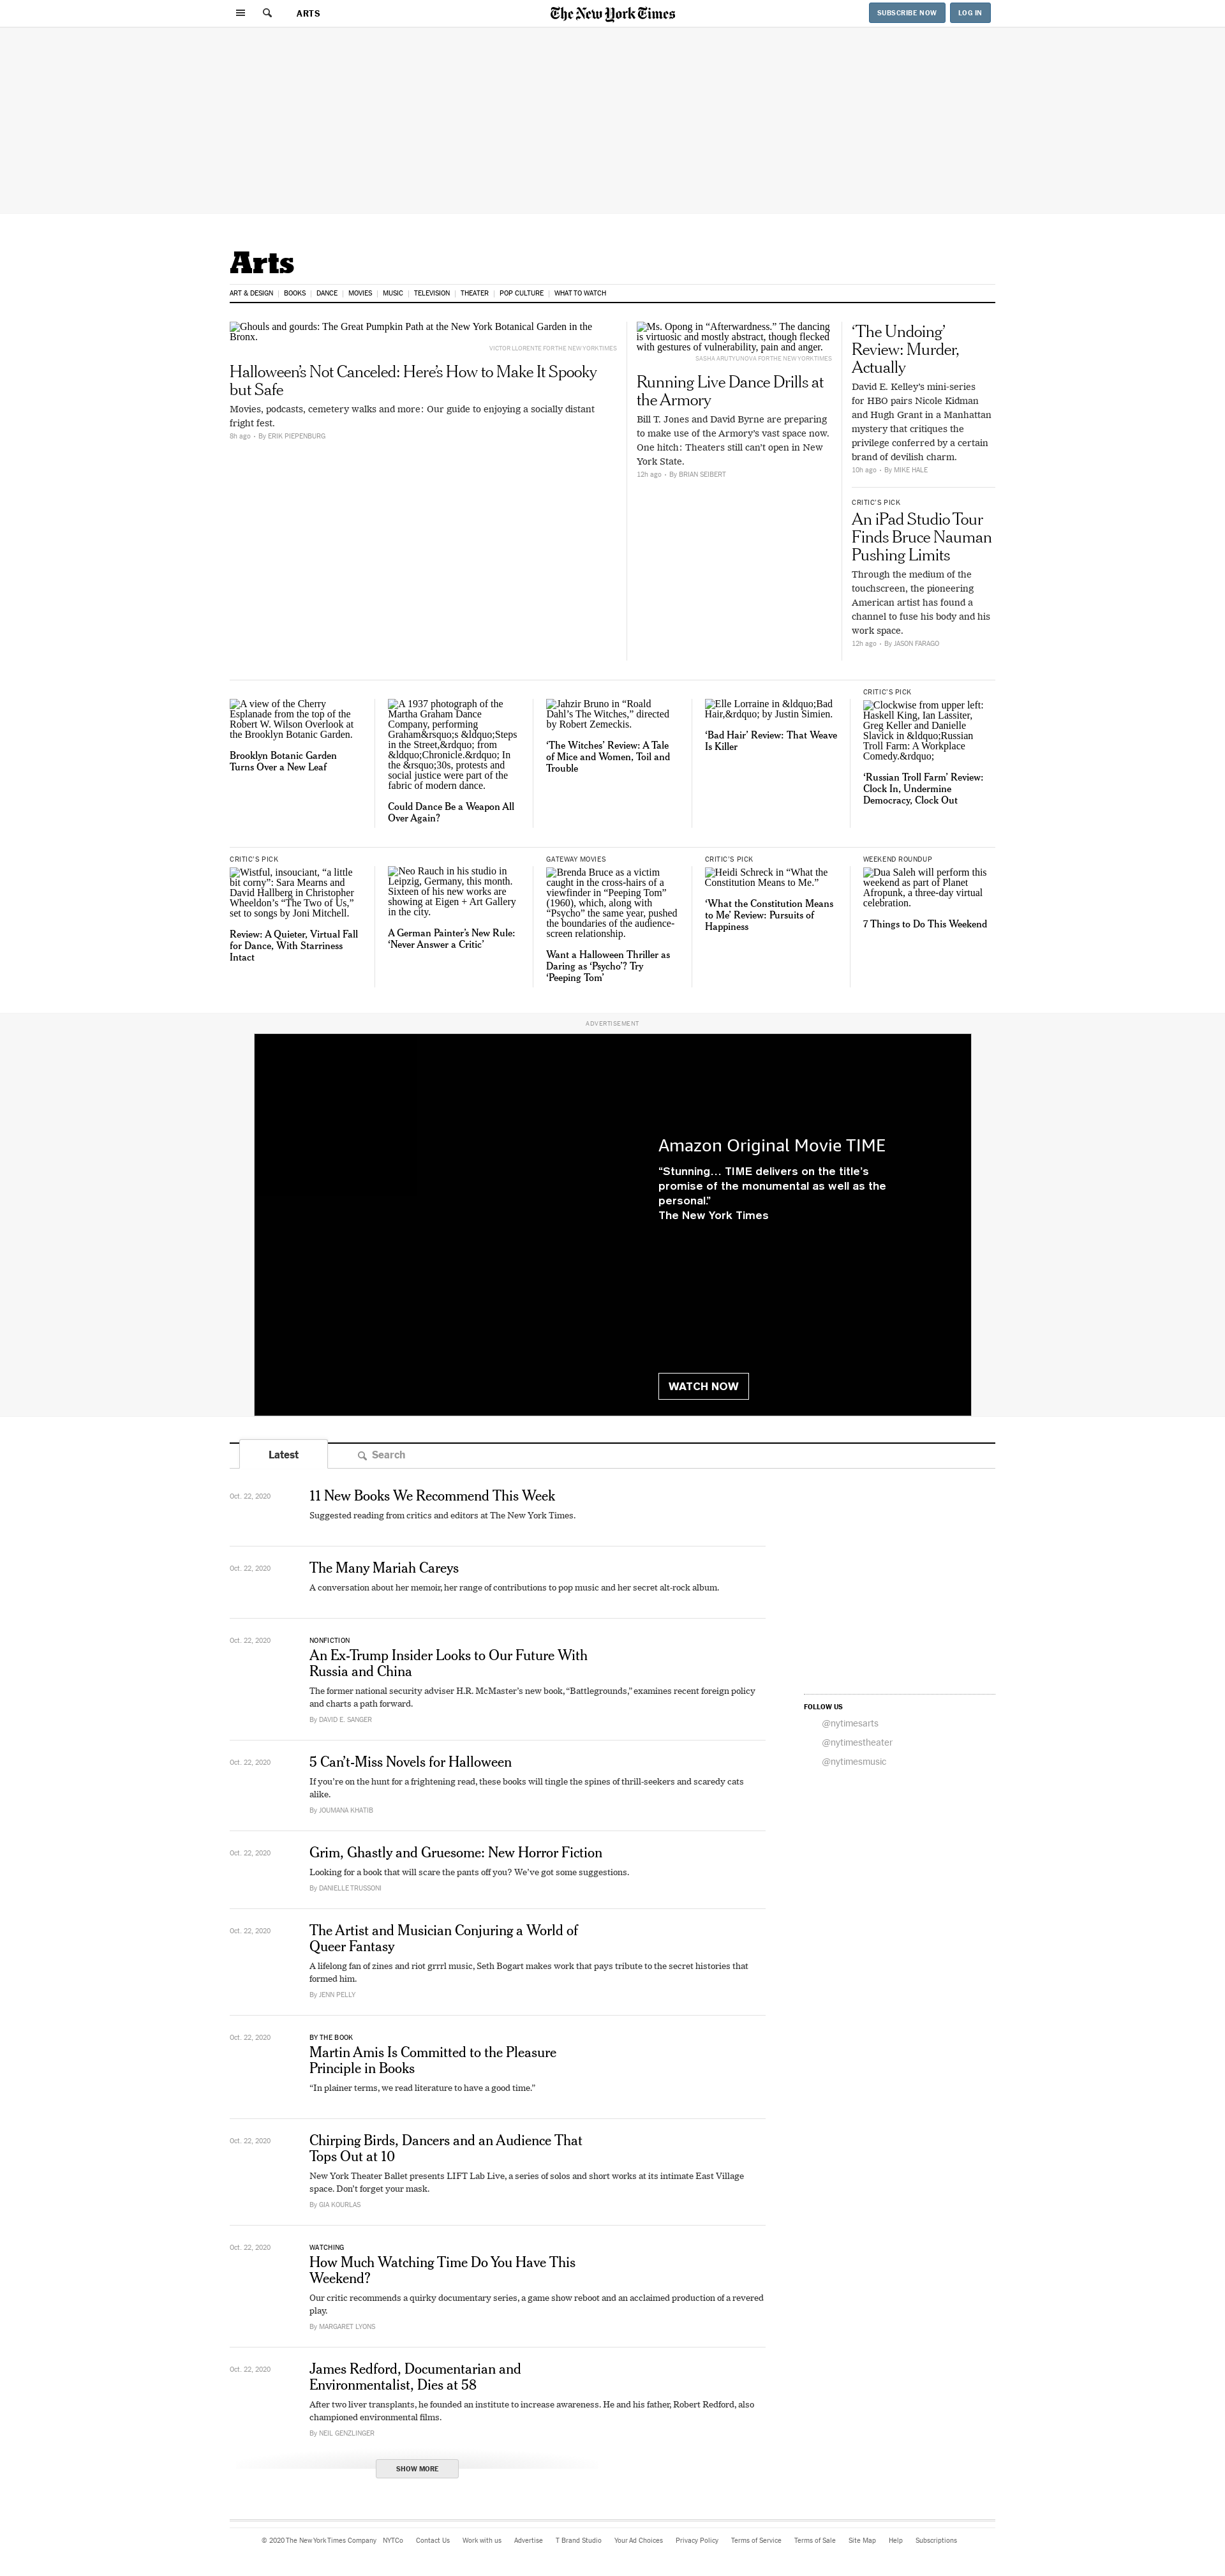 ARTS
The New York Times
SUBSCRIBE NOW
LOG IN
Arts
ART & DESIGN
BOOKS
DANCE
MOVIES
MUSIC
TELEVISION
THEATER
POP CULTURE
WHAT TO WATCH
Ghouls and gourds: The Great Pumpkin Path at the New York Botanical Garden in the
Bronx.
VICTOR LLORENTE FOR THE NEW YORK TIMES
Halloween’s Not Canceled: Here’s How to Make It Spooky
but Safe
Movies, podcasts, cemetery walks and more: Our guide to enjoying a socially distant
fright fest.
8h ago
By ERIK PIEPENBURG
Ms. Opong in “Afterwardness.” The dancing
is virtuosic and mostly abstract, though flecked
with gestures of vulnerability, pain and anger.
SASHA ARUTYUNOVA FOR THE NEW YORK TIMES
Running Live Dance Drills at
the Armory
Bill T. Jones and David Byrne are preparing
to make use of the Armory’s vast space now.
One hitch: Theaters still can’t open in New
York State.
12h ago
By BRIAN SEIBERT
‘The Undoing’
Review: Murder,
Actually
David E. Kelley’s mini-series
for HBO pairs Nicole Kidman
and Hugh Grant in a Manhattan
mystery that critiques the
privilege conferred by a certain
brand of devilish charm.
10h ago
By MIKE HALE
CRITIC’S PICK
An iPad Studio Tour
Finds Bruce Nauman
Pushing Limits
Through the medium of the
touchscreen, the pioneering
American artist has found a
channel to fuse his body and his
work space.
12h ago
By JASON FARAGO
A view of the Cherry
Esplanade from the top of the
Robert W. Wilson Overlook at
the Brooklyn Botanic Garden.
Brooklyn Botanic Garden
Turns Over a New Leaf
A 1937 photograph of the
Martha Graham Dance
Company, performing
Graham&rsquo;s &ldquo;Steps
in the Street,&rdquo; from
&ldquo;Chronicle.&rdquo; In
the &rsquo;30s, protests and
social justice were part of the
fabric of modern dance.
Could Dance Be a Weapon All
Over Again?
Jahzir Bruno in “Roald
Dahl’s The Witches,” directed
by Robert Zemeckis.
‘The Witches’ Review: A Tale
of Mice and Women, Toil and
Trouble
Elle Lorraine in &ldquo;Bad
Hair,&rdquo; by Justin Simien.
‘Bad Hair’ Review: That Weave
Is Killer
CRITIC’S PICK
Clockwise from upper left:
Haskell King, Ian Lassiter,
Greg Keller and Danielle
Slavick in &ldquo;Russian
Troll Farm: A Workplace
Comedy.&rdquo;
‘Russian Troll Farm’ Review:
Clock In, Undermine
Democracy, Clock Out
CRITIC’S PICK
Wistful, insouciant, “a little
bit corny”: Sara Mearns and
David Hallberg in Christopher
Wheeldon’s “The Two of Us,”
set to songs by Joni Mitchell.
Review: A Quieter, Virtual Fall
for Dance, With Starriness
Intact
Neo Rauch in his studio in
Leipzig, Germany, this month.
Sixteen of his new works are
showing at Eigen + Art Gallery
in the city.
A German Painter’s New Rule:
‘Never Answer a Critic’
GATEWAY MOVIES
Brenda Bruce as a victim
caught in the cross-hairs of a
viewfinder in “Peeping Tom”
(1960), which, along with
“Psycho” the same year, pushed
the boundaries of the audience-
screen relationship.
Want a Halloween Thriller as
Daring as ‘Psycho’? Try
‘Peeping Tom’
CRITIC’S PICK
Heidi Schreck in “What the
Constitution Means to Me.”
‘What the Constitution Means
to Me’ Review: Pursuits of
Happiness
WEEKEND ROUNDUP
Dua Saleh will perform this
weekend as part of Planet
Afropunk, a three-day virtual
celebration.
7 Things to Do This Weekend
ADVERTISEMENT
Amazon Original Movie TIME
“Stunning… TIME delivers on the title’s
promise of the monumental as well as the
personal.”
The New York Times
WATCH NOW
Latest
Search
Oct. 22, 2020
11 New Books We Recommend This Week
Suggested reading from critics and editors at The New York Times.
Oct. 22, 2020
The Many Mariah Careys
A conversation about her memoir, her range of contributions to pop music and her secret alt-rock album.
Oct. 22, 2020
NONFICTION
An Ex-Trump Insider Looks to Our Future With
Russia and China
The former national security adviser H.R. McMaster’s new book, “Battlegrounds,” examines recent foreign policy
and charts a path forward.
By DAVID E. SANGER
FOLLOW US
@nytimesarts
@nytimestheater
@nytimesmusic
Oct. 22, 2020
5 Can’t-Miss Novels for Halloween
If you’re on the hunt for a frightening read, these books will tingle the spines of thrill-seekers and scaredy cats
alike.
By JOUMANA KHATIB
Oct. 22, 2020
Grim, Ghastly and Gruesome: New Horror Fiction
Looking for a book that will scare the pants off you? We’ve got some suggestions.
By DANIELLE TRUSSONI
Oct. 22, 2020
The Artist and Musician Conjuring a World of
Queer Fantasy
A lifelong fan of zines and riot grrrl music, Seth Bogart makes work that pays tribute to the secret histories that
formed him.
By JENN PELLY
Oct. 22, 2020
BY THE BOOK
Martin Amis Is Committed to the Pleasure
Principle in Books
“In plainer terms, we read literature to have a good time.”
Oct. 22, 2020
Chirping Birds, Dancers and an Audience That
Tops Out at 10
New York Theater Ballet presents LIFT Lab Live, a series of solos and short works at its intimate East Village
space. Don’t forget your mask.
By GIA KOURLAS
Oct. 22, 2020
WATCHING
How Much Watching Time Do You Have This
Weekend?
Our critic recommends a quirky documentary series, a game show reboot and an acclaimed production of a revered
play.
By MARGARET LYONS
Oct. 22, 2020
James Redford, Documentarian and
Environmentalist, Dies at 58
After two liver transplants, he founded an institute to increase awareness. He and his father, Robert Redford, also
championed environmental films.
By NEIL GENZLINGER
SHOW MORE
© 2020 The New York Times Company
NYTCo
Contact Us
Work with us
Advertise
T Brand Studio
Your Ad Choices
Privacy Policy
Terms of Service
Terms of Sale
Site Map
Help
Subscriptions